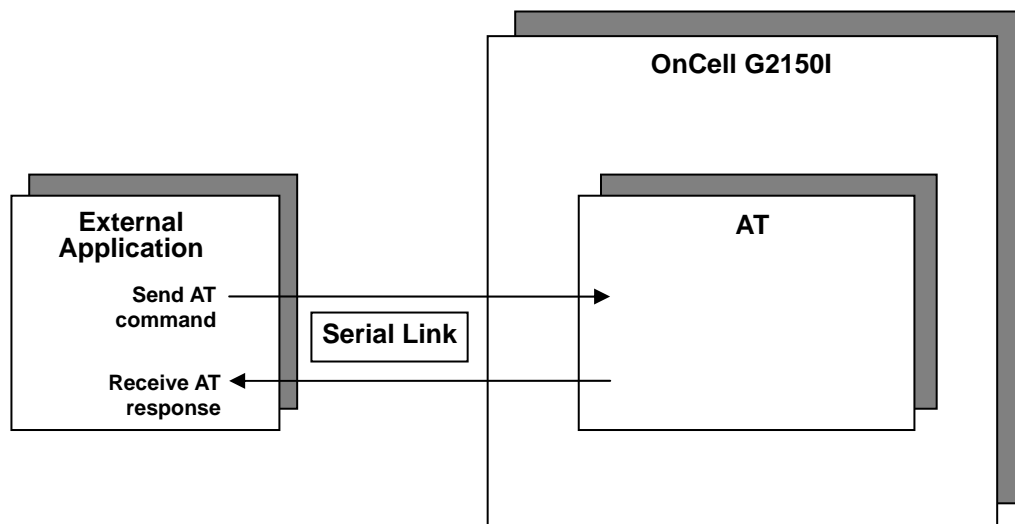 OnCell G2150I
External
Application
AT
Send AT
command
Serial Link
Receive AT
response